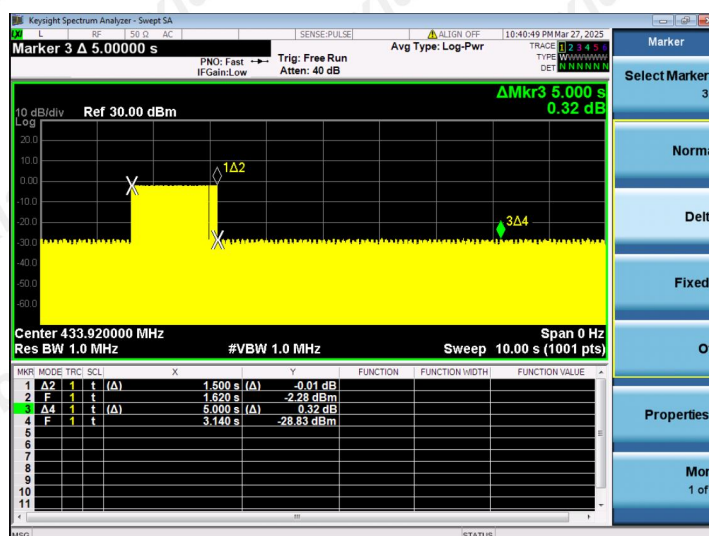 Keysight Spectrum Analyzer - Swept SA
LXI L RF 50 Ω AC SENSE:PULSE ALIGN OFF 10:40:49 PM Mar 27, 2025
Marker 3 Δ 5.00000 s Avg Type: Log-Pwr TRACE 1 2 3 4 5 6
PNO: Fast Trig: Free Run TYPE WWWWWW
IFGain:Low Atten: 40 dB DET N N N N N N
ΔMkr3 5.000 s
10 dB/div Ref 30.00 dBm 0.32 dB
Log
20.0
10.0
0.00
-10.0
-20.0
-30.0
-40.0
-50.0
-60.0
1Δ2
3Δ4
Center 433.920000 MHz Span 0 Hz
Res BW 1.0 MHz #VBW 1.0 MHz Sweep 10.00 s (1001 pts)
MKR MODE TRC SCL X Y FUNCTION FUNCTION WIDTH FUNCTION VALUE
1 Δ2 1 t (Δ) 1.500 s (Δ) -0.01 dB
2 F 1 t 1.620 s -2.28 dBm
3 Δ4 1 t (Δ) 5.000 s (Δ) 0.32 dB
4 F 1 t 3.140 s -28.83 dBm
5
6
7
8
9
10
11
MSG STATUS
Marker
Select Marker
3
Norma
Delt
Fixed
O
Properties
Mor
1 of